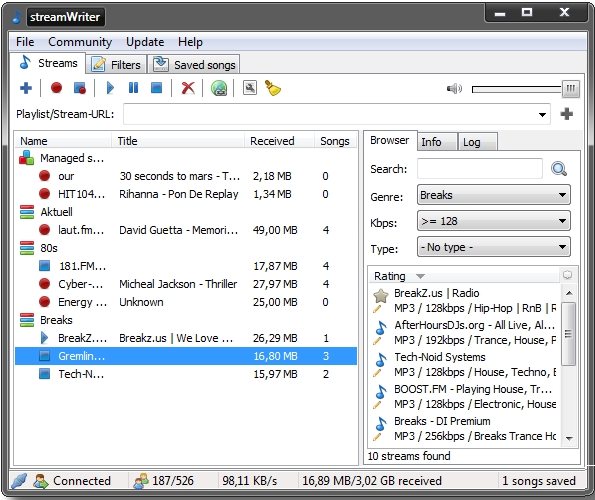 streamWriter
File Community Update Help
Streams Filters Saved songs
Playlist/Stream-URL:
Name Title Received Songs
Managed s...
our 30 seconds to mars - T... 2,18 MB 0
HIT104... Rihanna - Pon De Replay 1,34 MB 0
Aktuell
laut.fm... David Guetta - Memori... 49,00 MB 4
80s
181.FM... 17,87 MB 4
Cyber-... Micheal Jackson - Thriller 27,97 MB 4
Energy ... Unknown 25,00 MB 0
Breaks
BreakZ... Breakz.us | We Love ... 26,29 MB 1
Gremlin... 16,80 MB 3
Tech-N... 15,97 MB 2
Browser Info Log
Search:
Genre: Breaks
Kbps: >= 128
Type: - No type -
Rating
BreakZ.us | Radio
MP3 / 128kbps / Hip-Hop | RnB | R
AfterHoursDJs.org - All Live, Al...
MP3 / 192kbps / Trance, House, P
Tech-Noid Systems
MP3 / 128kbps / House, Techno, E
BOOST.FM - Playing House, Tr...
MP3 / 128kbps / Electronic, House
Breaks - DI Premium
MP3 / 256kbps / Breaks Trance Ho
10 streams found
Connected 187/526 98,11 KB/s 16,89 MB/3,02 GB received 1 songs saved